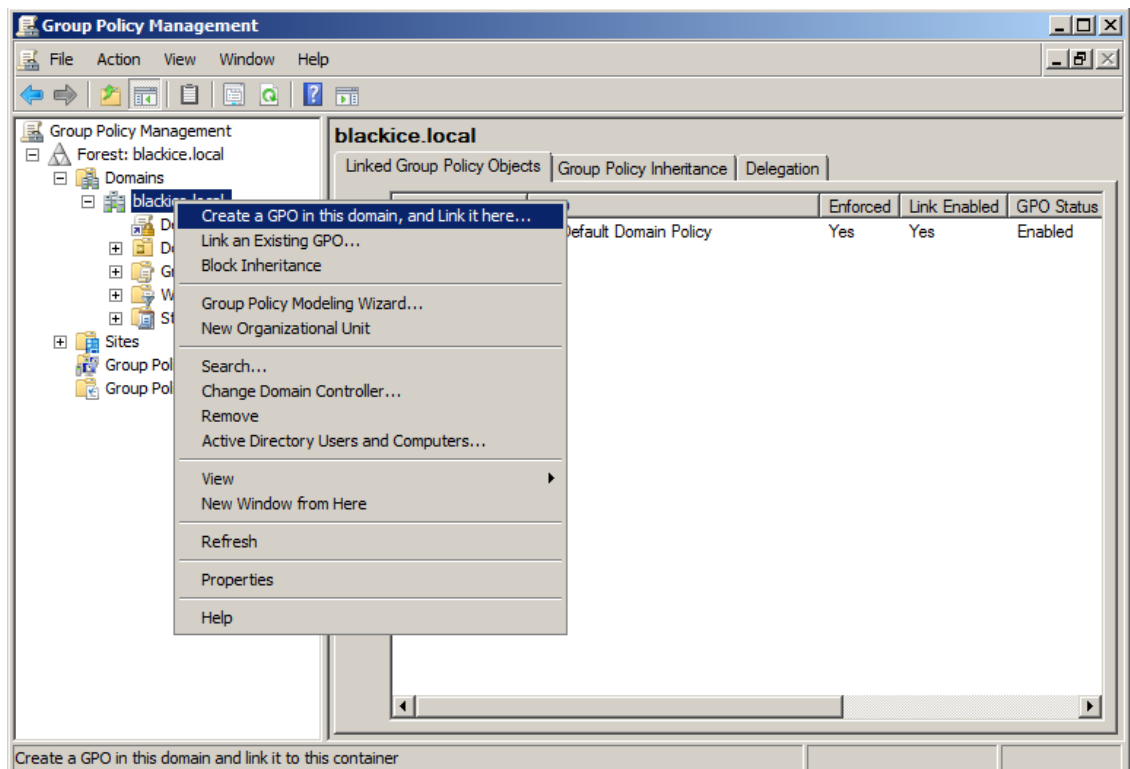 Group Policy Management
File Action View Window Help
Group Policy Management
Forest: blackice.local
Domains
Sites
Group Pol
Group Pol
blackice.local
Linked Group Policy Objects Group Policy Inheritance Delegation
Enforced Link Enabled GPO Status
Default Domain Policy Yes Yes Enabled
Create a GPO in this domain, and Link it here...
Link an Existing GPO...
Block Inheritance
Group Policy Modeling Wizard...
New Organizational Unit
Search...
Change Domain Controller...
Remove
Active Directory Users and Computers...
View
New Window from Here
Refresh
Properties
Help
Create a GPO in this domain and link it to this container